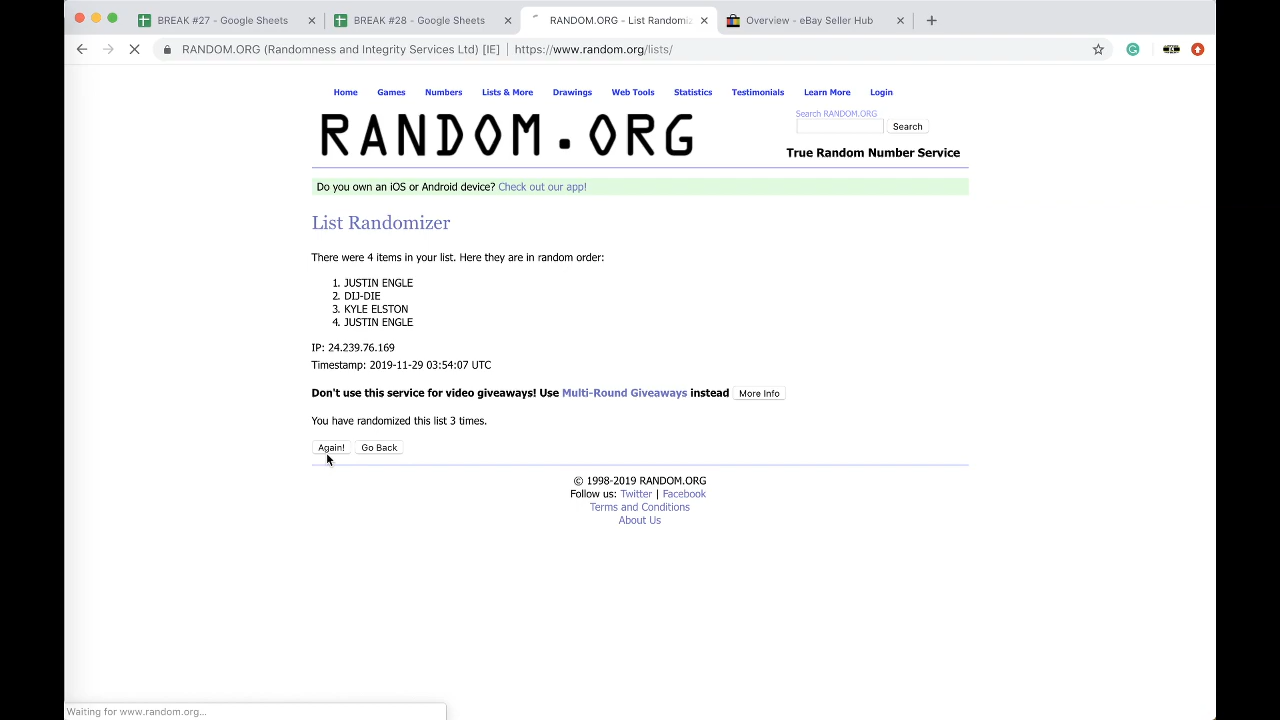 BREAK #27 - Google Sheets
BREAK #28 - Google Sheets
RANDOM.ORG - List Randomiz
Overview - eBay Seller Hub
RANDOM.ORG (Randomness and Integrity Services Ltd) [IE] https://www.random.org/lists/
Home Games Numbers Lists & More Drawings Web Tools Statistics Testimonials Learn More Login
RANDOM.ORG
Search RANDOM.ORG
Search
True Random Number Service
Do you own an iOS or Android device? Check out our app!
List Randomizer
There were 4 items in your list. Here they are in random order:
1. JUSTIN ENGLE
2. DIJ-DIE
3. KYLE ELSTON
4. JUSTIN ENGLE
IP: 24.239.76.169
Timestamp: 2019-11-29 03:54:07 UTC
Don't use this service for video giveaways! Use Multi-Round Giveaways instead More Info
You have randomized this list 3 times.
Again! Go Back
© 1998-2019 RANDOM.ORG
Follow us: Twitter | Facebook
Terms and Conditions
About Us
Waiting for www.random.org...